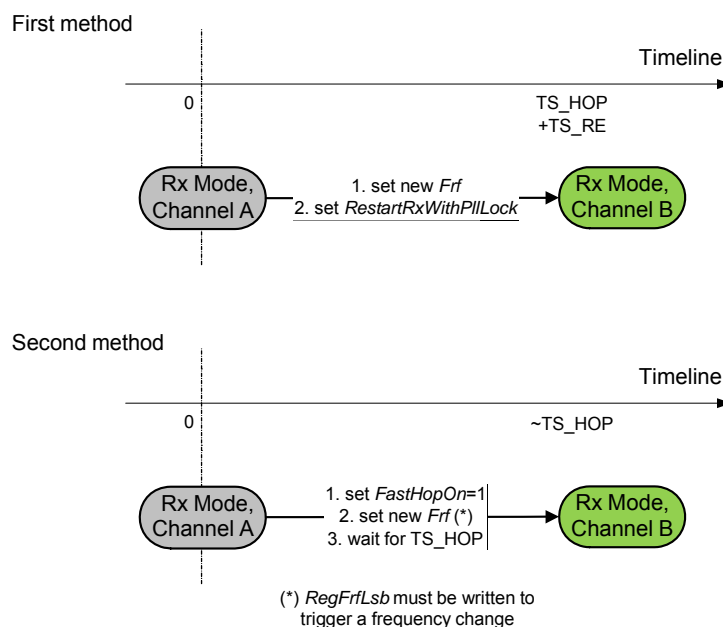 First method
Timeline
0
TS_HOP
+TS_RE
Rx Mode,
Channel A
1. set new Frf
2. set RestartRxWithPllLock
Rx Mode,
Channel B
Second method
Timeline
0
~TS_HOP
Rx Mode,
Channel A
1. set FastHopOn=1
2. set new Frf (*)
3. wait for TS_HOP
Rx Mode,
Channel B
(*) RegFrfLsb must be written to
trigger a frequency change